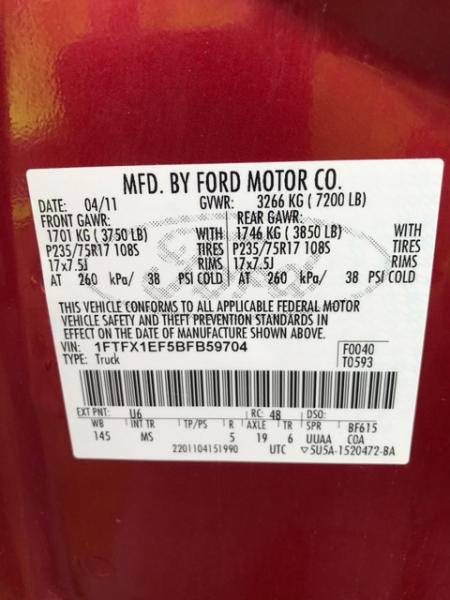 MFD. BY FORD MOTOR CO.
DATE: 04/11 GVWR: 3266 KG ( 7200 LB)
FRONT GAWR: REAR GAWR:
1701 KG ( 3750 LB) WITH 1746 KG ( 3850 LB) WITH
P235/75R17 108S TIRES P235/75R17 108S TIRES
17x7.5J RIMS 17x7.5J RIMS
AT 260 kPa/ 38 PSI COLD AT 260 kPa/ 38 PSI COLD
Ford
THIS VEHICLE CONFORMS TO ALL APPLICABLE FEDERAL MOTOR
VEHICLE SAFETY AND THEFT PREVENTION STANDARDS IN
EFFECT ON THE DATE OF MANUFACTURE SHOWN ABOVE.
VIN: 1FTFX1EF5BFB59704 F0040
TYPE: Truck T0593
EXT PNT: U6 RC: 48 DSO:
WB INT TR TP/PS R AXLE TR SPR BF615
145 MS 5 19 6 UUAA COA
2201104151990 UTC ▽5U5A-1520472-BA